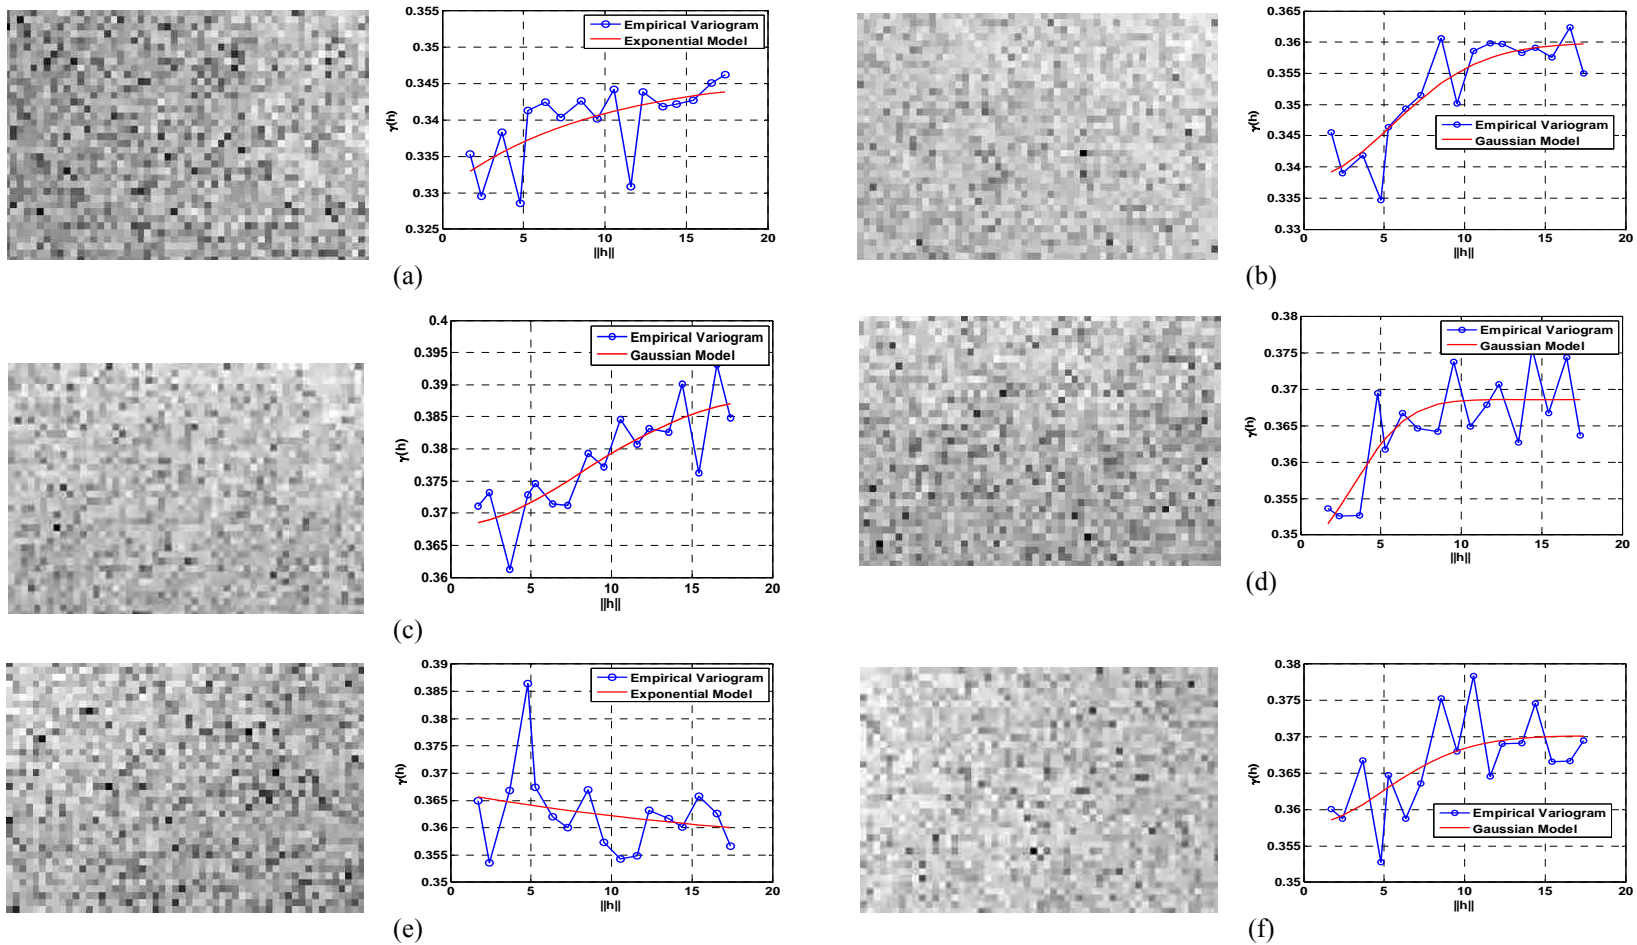 0.355
0.35
0.345
0.34
0.335
0.33
0.325
0
5
10
15
20
γ(h)
||h||
Empirical Variogram
Exponential Model
(a)
0.365
0.36
0.355
0.35
0.345
0.34
0.335
0.33
0
5
10
15
20
γ(h)
||h||
Empirical Variogram
Gaussian Model
(b)
0.4
0.395
0.39
0.385
0.38
0.375
0.37
0.365
0.36
0
5
10
15
20
γ(h)
||h||
Empirical Variogram
Gaussian Model
(c)
0.38
0.375
0.37
0.365
0.36
0.355
0.35
0
5
10
15
20
γ(h)
||h||
Empirical Variogram
Gaussian Model
(d)
0.39
0.385
0.38
0.375
0.37
0.365
0.36
0.355
0.35
0
5
10
15
20
γ(h)
||h||
Empirical Variogram
Exponential Model
(e)
0.38
0.375
0.37
0.365
0.36
0.355
0.35
0
5
10
15
20
γ(h)
||h||
Empirical Variogram
Gaussian Model
(f)